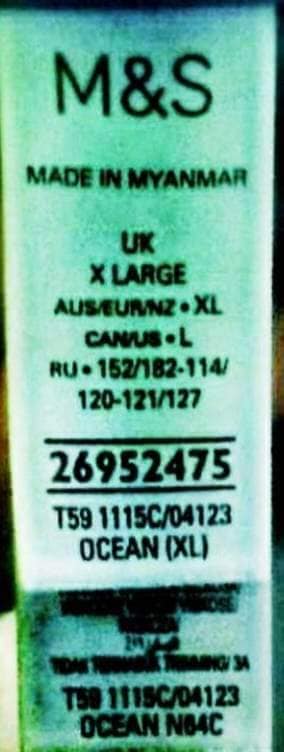 M&S
MADE IN MYANMAR
UK
X LARGE
AUS/EUR/NZ • XL
CAN/US • L
RU • 152/182-114/
120-121/127
26952475
T59 1115C/04123
OCEAN (XL)
T59 1115C/04123
OCEAN N64C